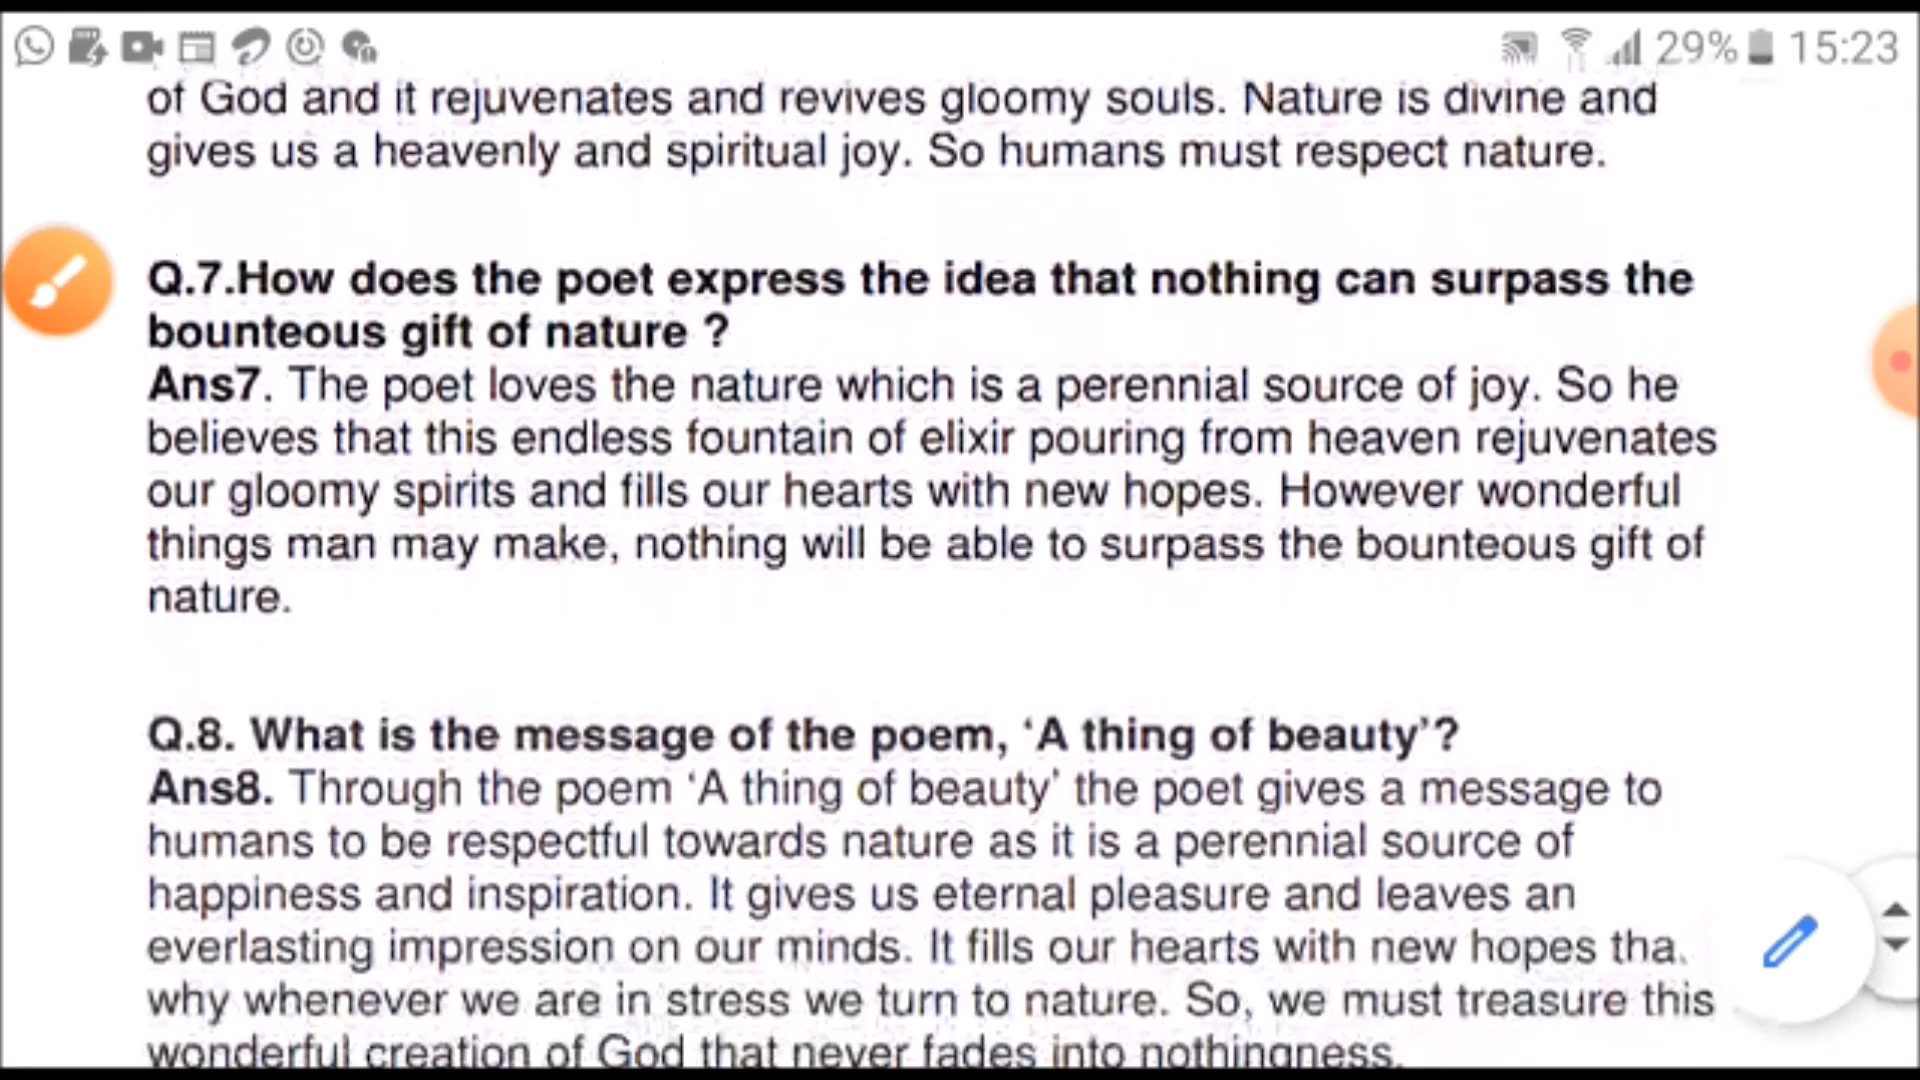 29% 15:23
of God and it rejuvenates and revives gloomy souls. Nature is divine and
gives us a heavenly and spiritual joy. So humans must respect nature.
Q.7.How does the poet express the idea that nothing can surpass the
bounteous gift of nature ?
Ans7. The poet loves the nature which is a perennial source of joy. So he
believes that this endless fountain of elixir pouring from heaven rejuvenates
our gloomy spirits and fills our hearts with new hopes. However wonderful
things man may make, nothing will be able to surpass the bounteous gift of
nature.
Q.8. What is the message of the poem, ‘A thing of beauty’?
Ans8. Through the poem ‘A thing of beauty’ the poet gives a message to
humans to be respectful towards nature as it is a perennial source of
happiness and inspiration. It gives us eternal pleasure and leaves an
everlasting impression on our minds. It fills our hearts with new hopes
why whenever we are in stress we turn to nature. So, we must treasure this
wonderful creation of God that never fades into nothingness.